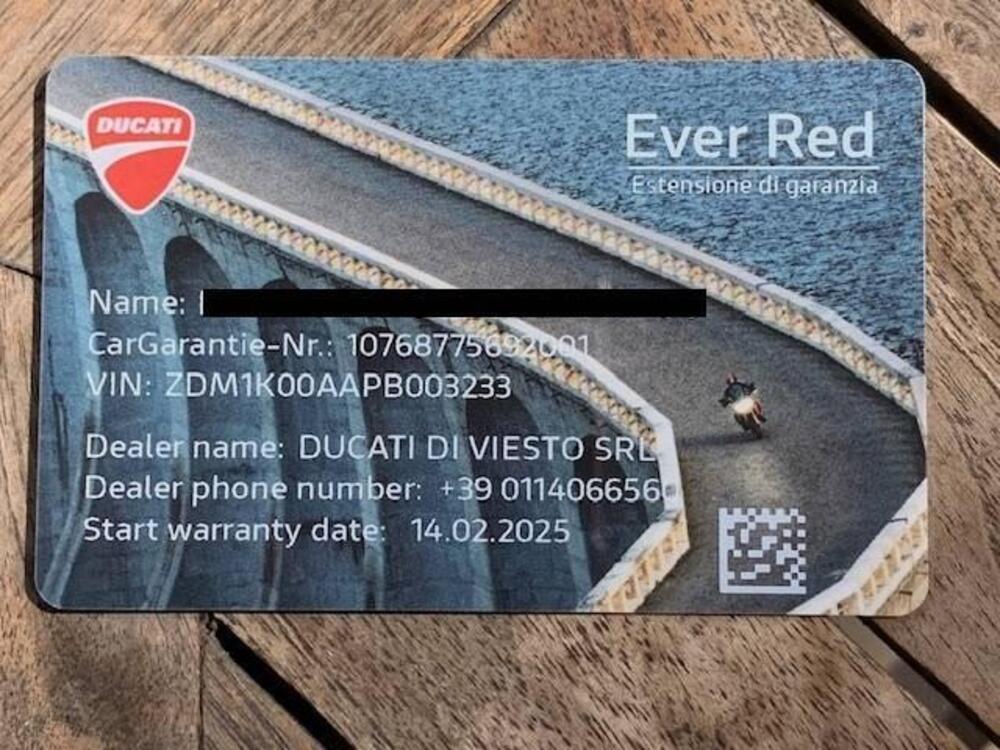 DUCATI
Ever Red
Estensione di garanzia
Name:
CarGarantie-Nr.: 10768775692001
VIN: ZDM1K00AAPB003233
Dealer name: DUCATI DI VIESTO SRL
Dealer phone number: +39 011406656
Start warranty date: 14.02.2025